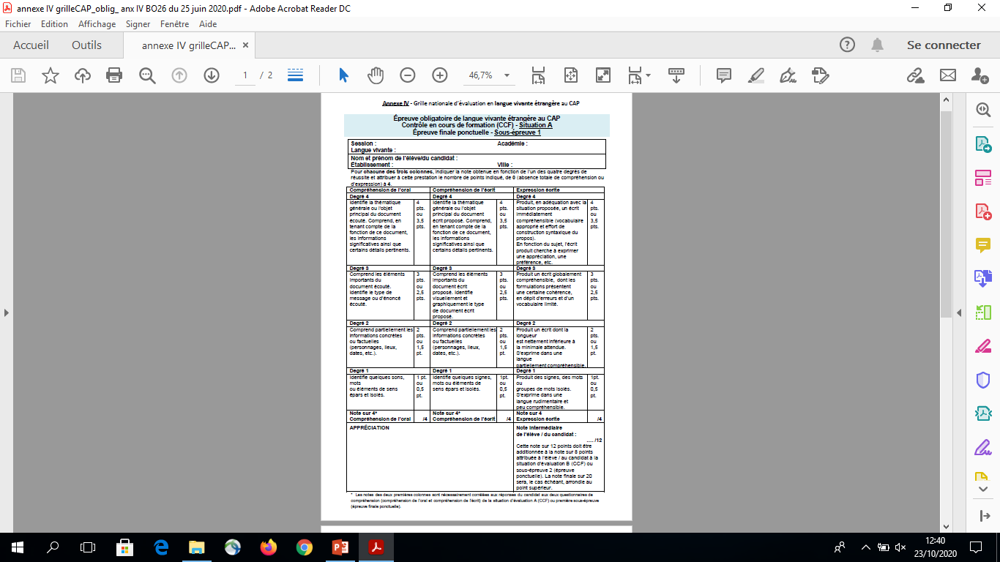 annexe IV grilleCAP_oblig_ anx IV BO26 du 25 juin 2020.pdf - Adobe Acrobat Reader DC
Fichier Edition Affichage Signer Fenêtre Aide
Accueil Outils annexe IV grilleCAP... × Se connecter
1 / 2 46,7%
Annexe IV - Grille nationale d'évaluation en langue vivante étrangère au CAP
Épreuve obligatoire de langue vivante étrangère au CAP
Contrôle en cours de formation (CCF) - Situation A
Épreuve finale ponctuelle - Sous-épreuve 1
Session : Académie :
Langue vivante :
Nom et prénom de l'élève/du candidat :
Établissement : Ville :
Pour chacune des trois colonnes, indiquer la note obtenue en fonction de l'un des quatre degrés de
réussite et attribuer à cette prestation le nombre de points indiqué, de 0 (absence totale de compréhension ou
d'expression) à 4.
Compréhension de l'oral Compréhension de l'écrit Expression écrite
Degré 4 Degré 4 Degré 4
Identifie la thématique
générale ou l'objet
principal du document
écouté. Comprend, en
tenant compte de la
fonction de ce document,
les informations
significatives ainsi que
certains détails pertinents.
4
pts.
ou
3,5
pts.
Identifie la thématique
générale ou l'objet
principal du document
écrit proposé. Comprend,
en tenant compte de la
fonction de ce document,
les informations
significatives ainsi que
certains détails pertinents.
4
pts.
ou
3,5
pts.
Produit, en adéquation avec la
situation proposée, un écrit
immédiatement
compréhensible (vocabulaire
approprié et effort de
construction syntaxique du
propos).
En fonction du sujet, l'écrit
produit cherche à exprimer
une appréciation, une
préférence, etc.
4
pts.
ou
3,5
pts.
Degré 3 Degré 3 Degré 3
Comprend les éléments
importants du
document écouté.
Identifie le type de
message ou d'énoncé
écouté.
3
pts.
ou
2,5
pts.
Comprend les éléments
importants du
document écrit
proposé. Identifie
visuellement et
graphiquement le type
de document écrit
proposé.
3
pts.
ou
2,5
pts.
Produit un écrit globalement
compréhensible, dont les
formulations présentent
une certaine cohérence,
en dépit d'erreurs et d'un
vocabulaire limité.
3
pts.
ou
2,5
pts.
Degré 2 Degré 2 Degré 2
Comprend partiellement les
informations concrètes
ou factuelles
(personnages, lieux,
dates, etc.).
2
pts.
ou
1,5
pt.
Comprend partiellement les
informations concrètes
ou factuelles
(personnages, lieux,
dates, etc.).
2
pts.
ou
1,5
pt.
Produit un écrit dont la
longueur
est nettement inférieure à
la minimale attendue.
S'exprime dans une
langue
partiellement compréhensible.
2
pts.
ou
1,5
pt.
Degré 1 Degré 1 Degré 1
Identifie quelques sons,
mots
ou éléments de sens
épars et isolés.
1 pt.
ou
0,5
pt.
Identifie quelques signes,
mots ou éléments de
sens épars et isolés.
1pt.
ou
0,5
pt.
Produit des signes, des mots
ou
groupes de mots isolés.
S'exprime dans une
langue rudimentaire et
peu compréhensible.
1pt.
ou
0,5
pt.
Note sur 4* Note sur 4* Note sur 4
Compréhension de l'oral /4 Compréhension de l'écrit /4 Expression écrite /4
APPRÉCIATION
Note intermédiaire
de l'élève / du candidat :
.... /12
Cette note sur 12 points doit être
additionnée à la note sur 8 points
attribuée à l'élève / au candidat à la
situation d'évaluation B (CCF) ou
sous-épreuve 2 (épreuve
ponctuelle). La note finale sur 20
sera, le cas échéant, arrondie au
point supérieur.
* Les notes des deux premières colonnes sont nécessairement corrélées aux réponses du candidat aux deux questionnaires de
compréhension (compréhension de l'oral et compréhension de l'écrit) de la situation d'évaluation A (CCF) ou première sous-épreuve
(épreuve finale ponctuelle).
12:40
23/10/2020